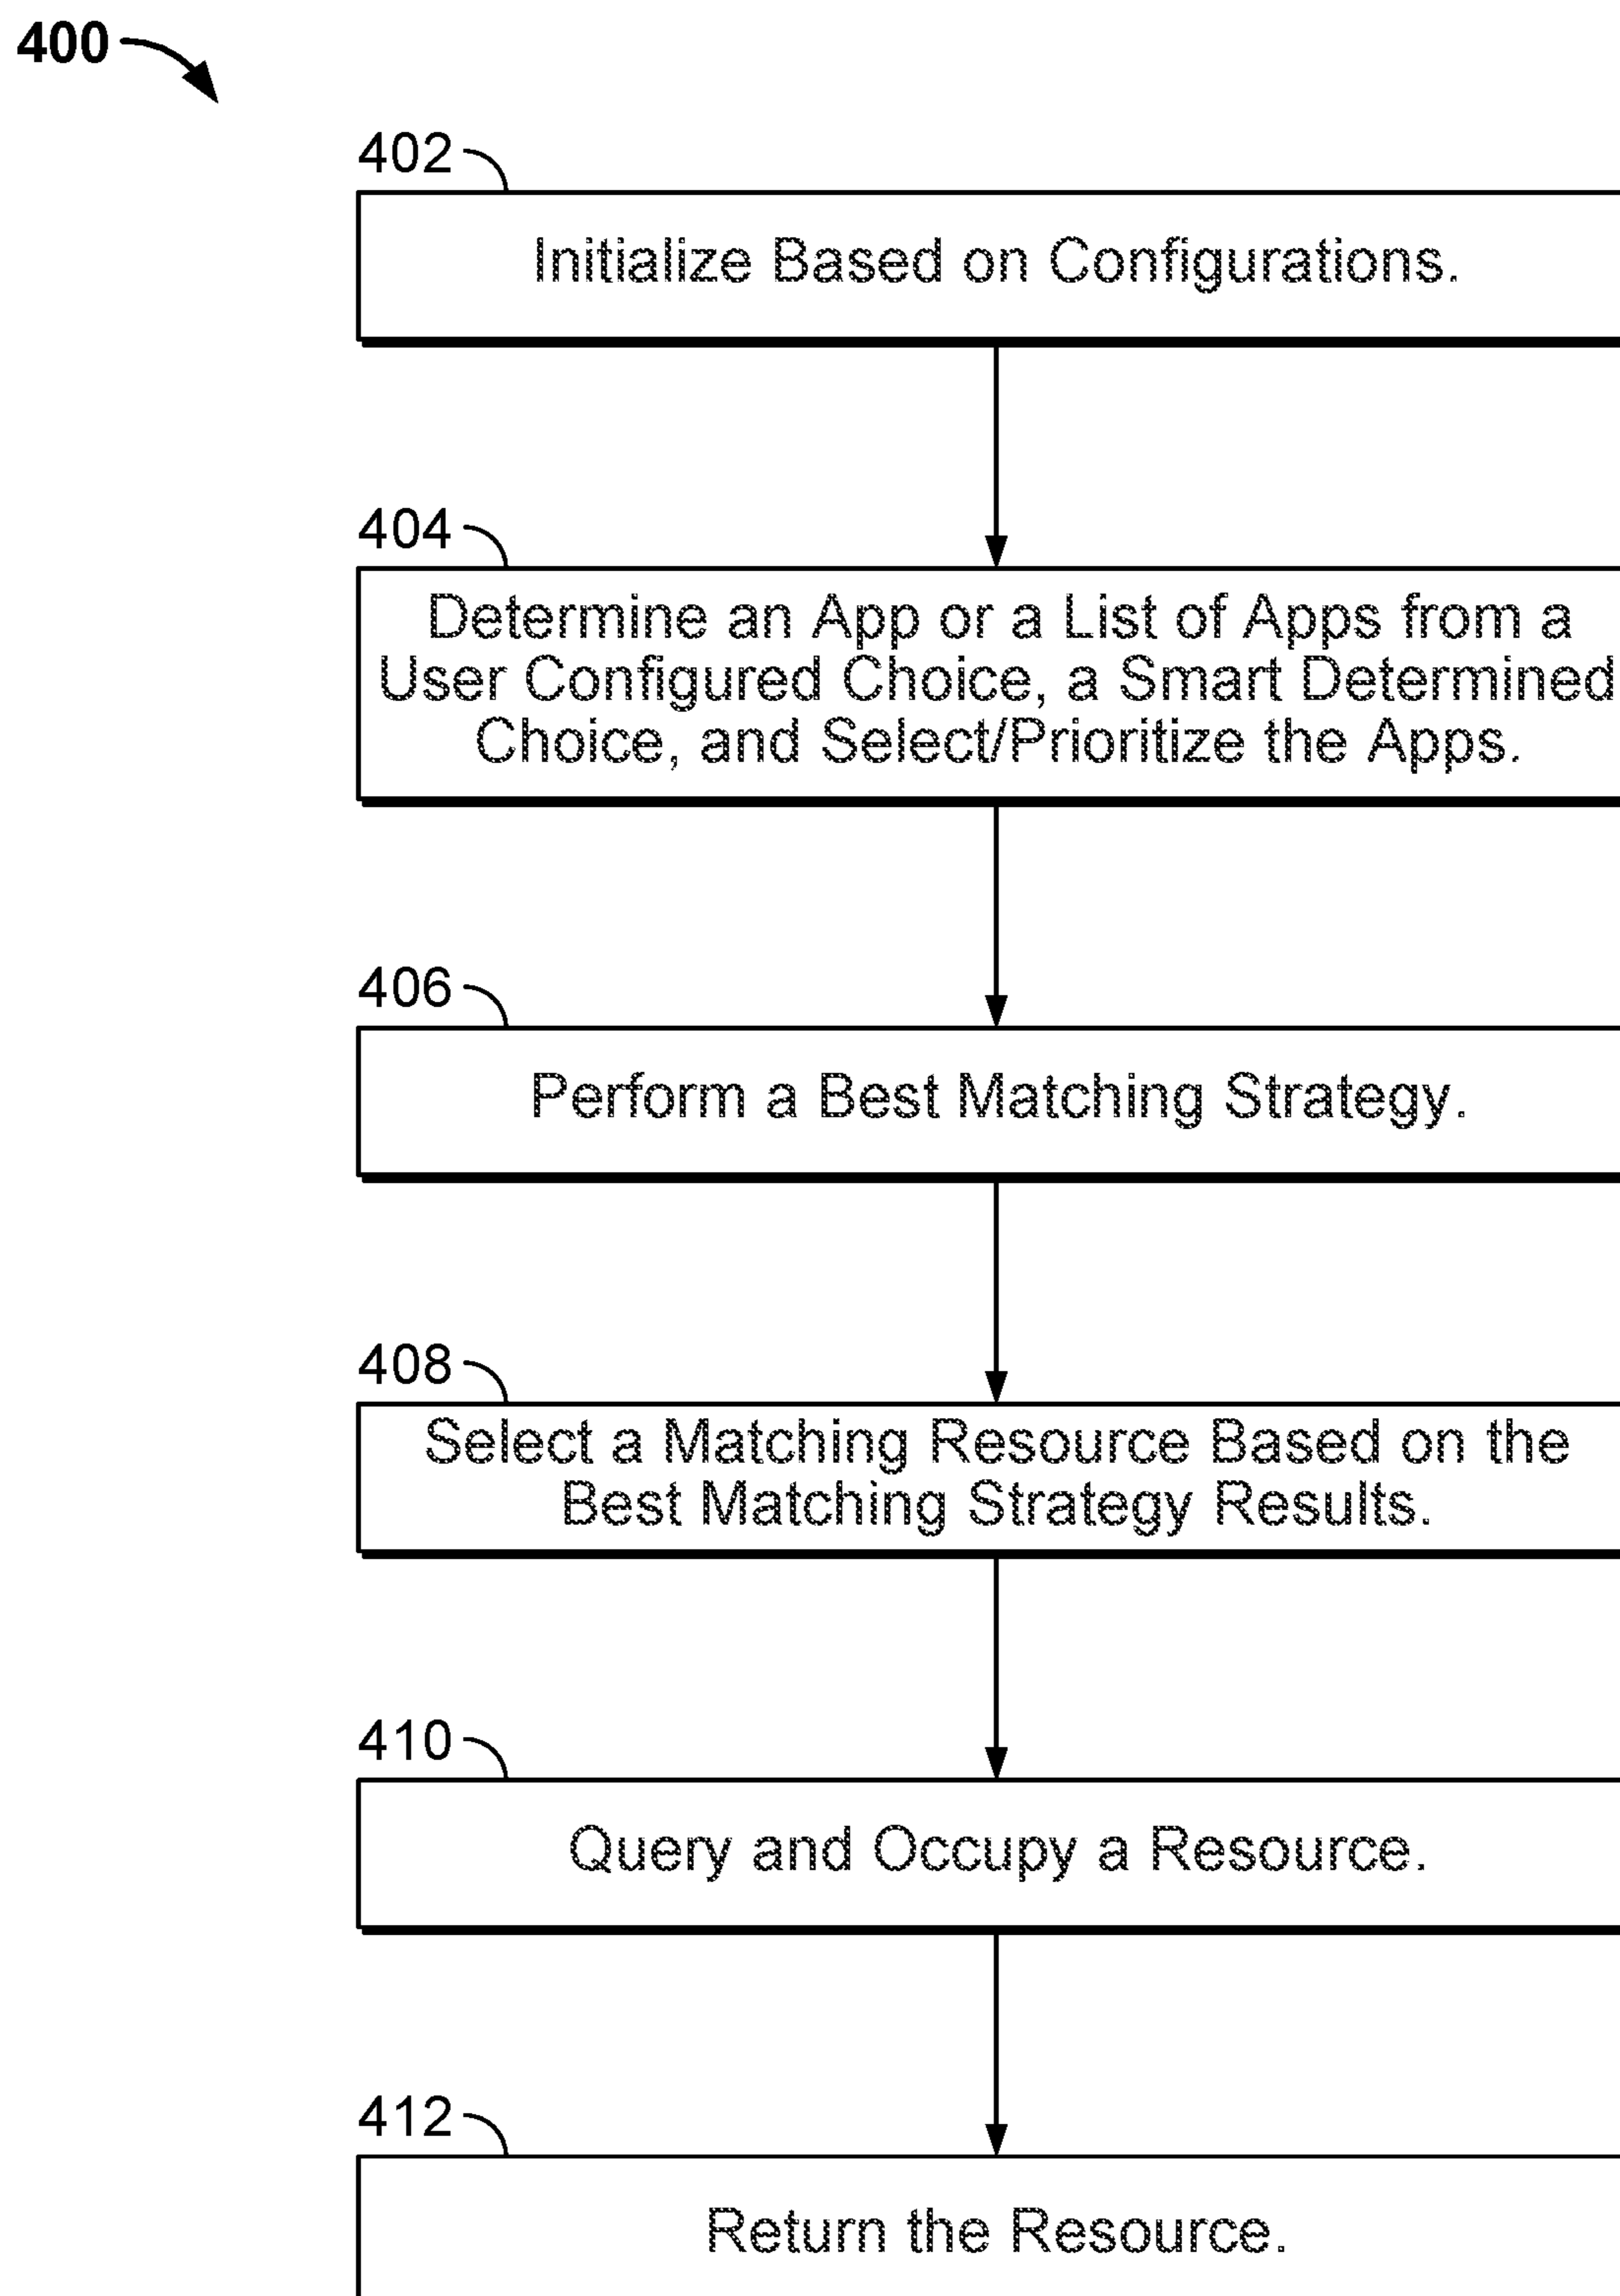 400
402
Initialize Based on Configurations.
404
Determine an App or a List of Apps from a
User Configured Choice, a Smart Determined
Choice, and Select/Prioritize the Apps.
406
Perform a Best Matching Strategy.
408
Select a Matching Resource Based on the
Best Matching Strategy Results.
410
Query and Occupy a Resource.
412
Return the Resource.